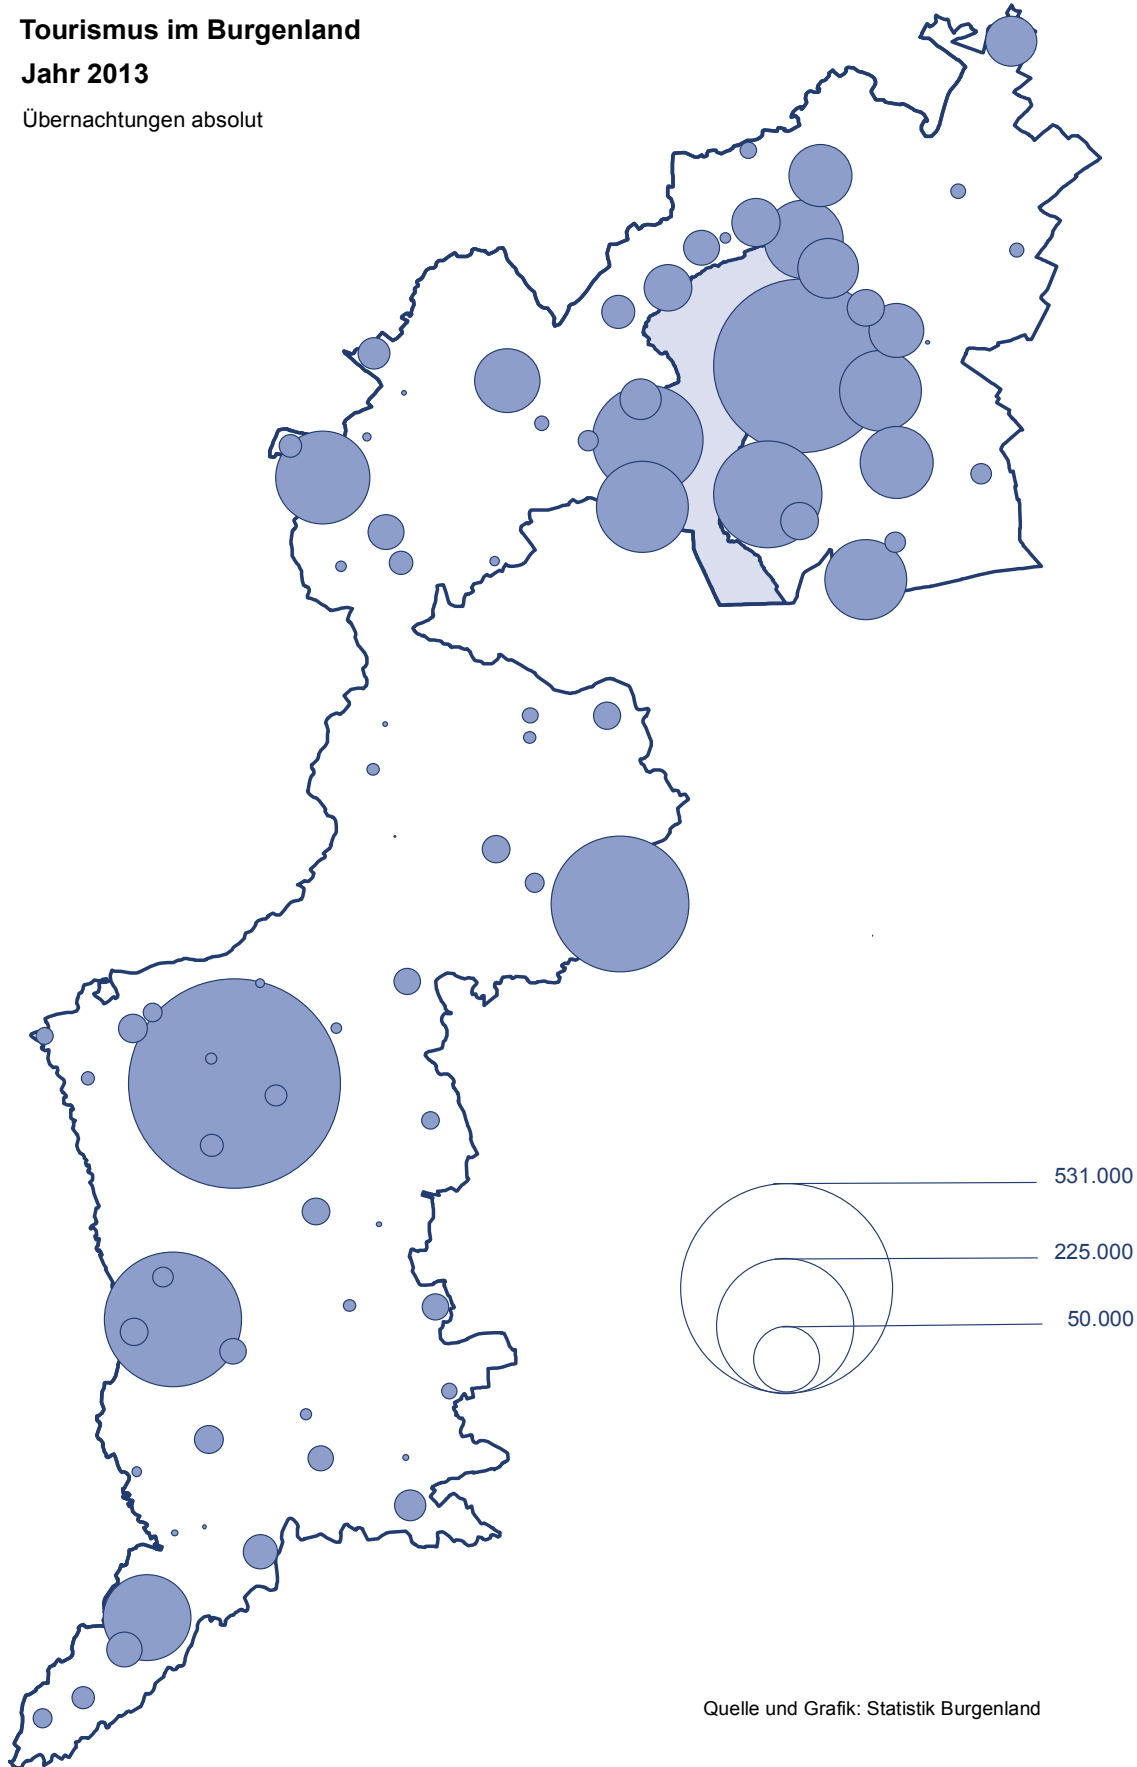 Tourismus im Burgenland
Jahr 2013
Übernachtungen absolut
531.000
225.000
50.000
Quelle und Grafik: Statistik Burgenland